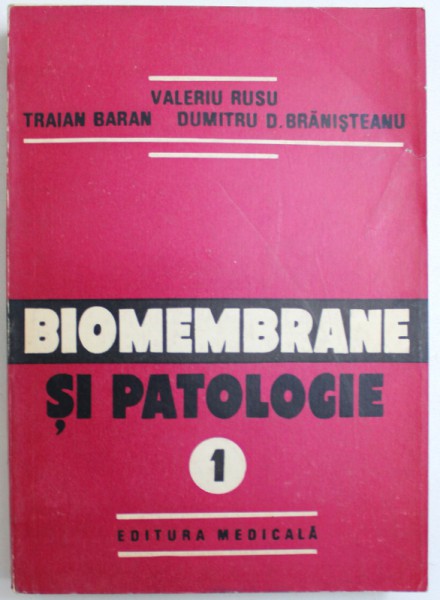 VALERIU RUSU
TRAIAN BARAN DUMITRU D. BRĂNIȘTEANU
BIOMEMBRANE
ȘI PATOLOGIE
1
EDITURA MEDICALĂ